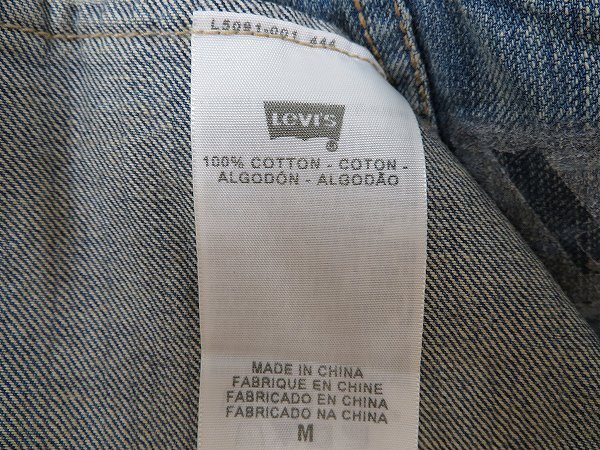 L5091-001 444
Levi's
®
100% COTTON - COTON -
ALGODÓN - ALGODÃO
MADE IN CHINA
FABRIQUE EN CHINE
FABRICADO EN CHINA
FABRICADO NA CHINA
M